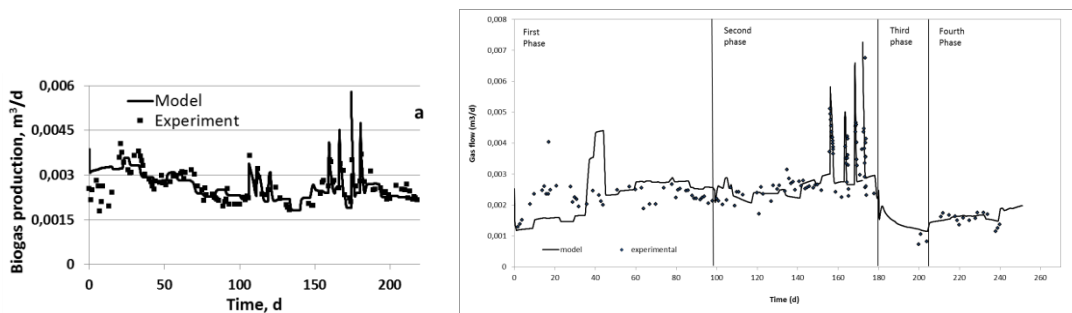 Biogas production, m³/d
0,006
0,0045
0,003
0,0015
0
Model
Experiment
a
0 50 100 150 200
Time, d
Gas flow (m3/d)
0,008
0,007
0,006
0,005
0,004
0,003
0,002
0,001
0
First
Phase
Second
phase
Third
phase
Fourth
Phase
model
experimental
0 20 40 60 80 100 120 140 160 180 200 220 240 260
Time (d)